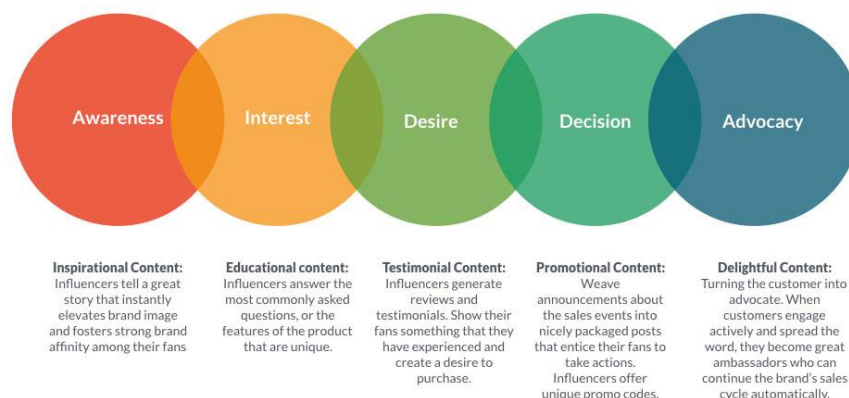 Awareness
Interest
Desire
Decision
Advocacy
Inspirational Content:
Influencers tell a great
story that instantly
elevates brand image
and fosters strong brand
affinity among their fans
Educational content:
Influencers answer the
most commonly asked
questions, or the
features of the product
that are unique.
Testimonial Content:
Influencers generate
reviews and
testimonials. Show their
fans something that they
have experienced and
create a desire to
purchase.
Promotional Content:
Weave
announcements about
the sales events into
nicely packaged posts
that entice their fans to
take actions.
Influencers offer
unique promo codes.
Delightful Content:
Turning the customer into
advocate. When
customers engage
actively and spread the
word, they become great
ambassadors who can
continue the brand's sales
cycle automatically.